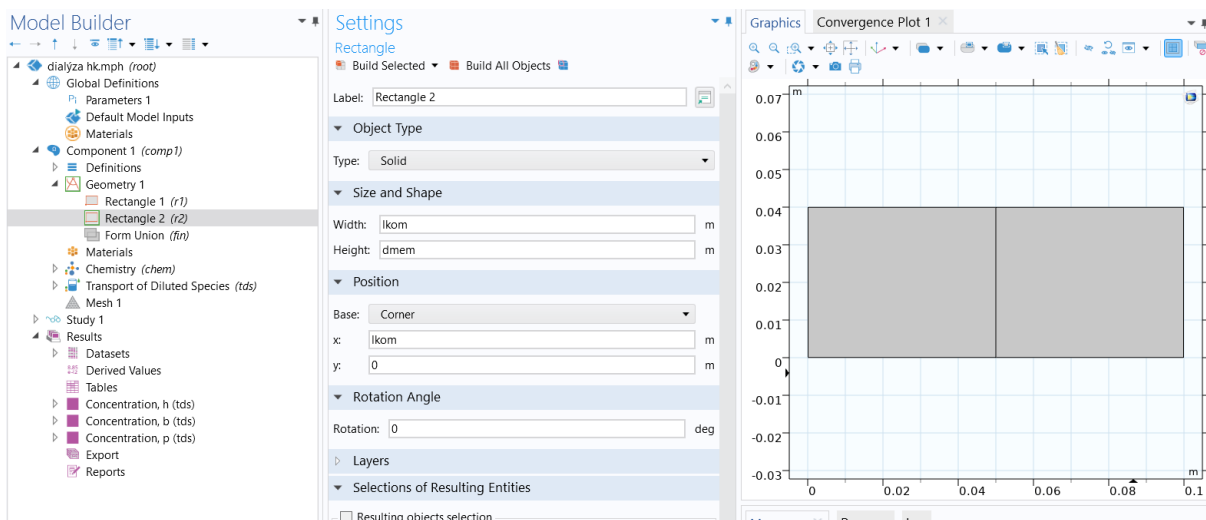 Model Builder
dialýza hk.mph (root)
Global Definitions
Pi Parameters 1
Default Model Inputs
Materials
Component 1 (comp1)
Definitions
Geometry 1
Rectangle 1 (r1)
Rectangle 2 (r2)
Form Union (fin)
Materials
Chemistry (chem)
Transport of Diluted Species (tds)
Mesh 1
Study 1
Results
Datasets
Derived Values
Tables
Concentration, h (tds)
Concentration, b (tds)
Concentration, p (tds)
Export
Reports
Settings
Rectangle
Build Selected Build All Objects
Label: Rectangle 2
Object Type
Type: Solid
Size and Shape
Width: lkom m
Height: dmem m
Position
Base: Corner
x: lkom m
y: 0 m
Rotation Angle
Rotation: 0 deg
Layers
Selections of Resulting Entities
Resulting objects selection
Graphics Convergence Plot 1
m
0.07
0.06
0.05
0.04
0.03
0.02
0.01
0
-0.01
-0.02
-0.03
m
0 0.02 0.04 0.06 0.08 0.1